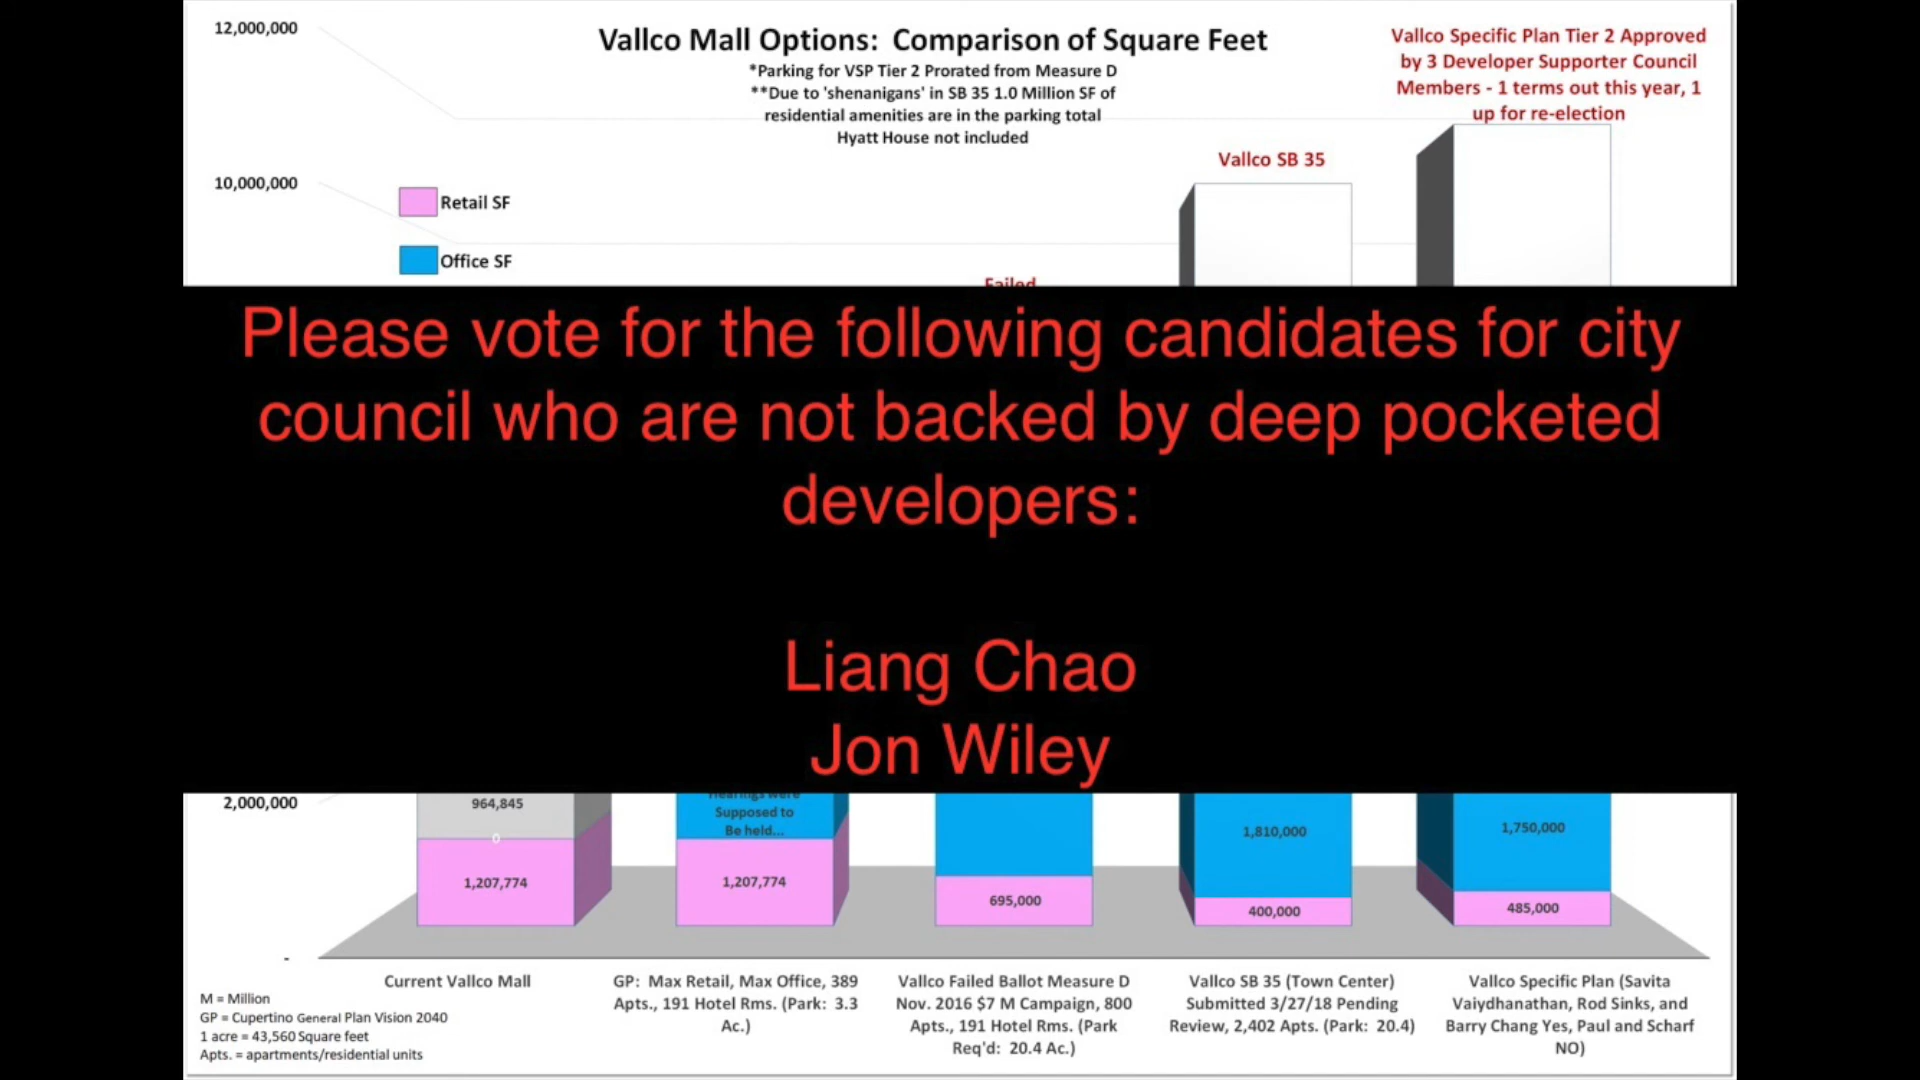 12,000,000
Vallco Mall Options:  Comparison of Square Feet
*Parking for VSP Tier 2 Prorated from Measure D
**Due to 'shenanigans' in SB 35 1.0 Million SF of
residential amenities are in the parking total
Hyatt House not included
Vallco Specific Plan Tier 2 Approved
by 3 Developer Supporter Council
Members - 1 terms out this year, 1
up for re-election
Vallco SB 35
10,000,000
Retail SF
Office SF
Failed
Please vote for the following candidates for city
council who are not backed by deep pocketed
developers:
Liang Chao
Jon Wiley
2,000,000
964,845
0
1,207,774
Hearings were
Supposed to
Be held...
1,207,774
695,000
1,810,000
400,000
1,750,000
485,000
-
Current Vallco Mall
GP:  Max Retail, Max Office, 389
Apts., 191 Hotel Rms. (Park:  3.3
Ac.)
Vallco Failed Ballot Measure D
Nov. 2016 $7 M Campaign, 800
Apts., 191 Hotel Rms. (Park
Req'd:  20.4 Ac.)
Vallco SB 35 (Town Center)
Submitted 3/27/18 Pending
Review, 2,402 Apts. (Park:  20.4)
Vallco Specific Plan (Savita
Vaiydhanathan, Rod Sinks, and
Barry Chang Yes, Paul and Scharf
NO)
M = Million
GP = Cupertino General Plan Vision 2040
1 acre = 43,560 Square feet
Apts. = apartments/residential units